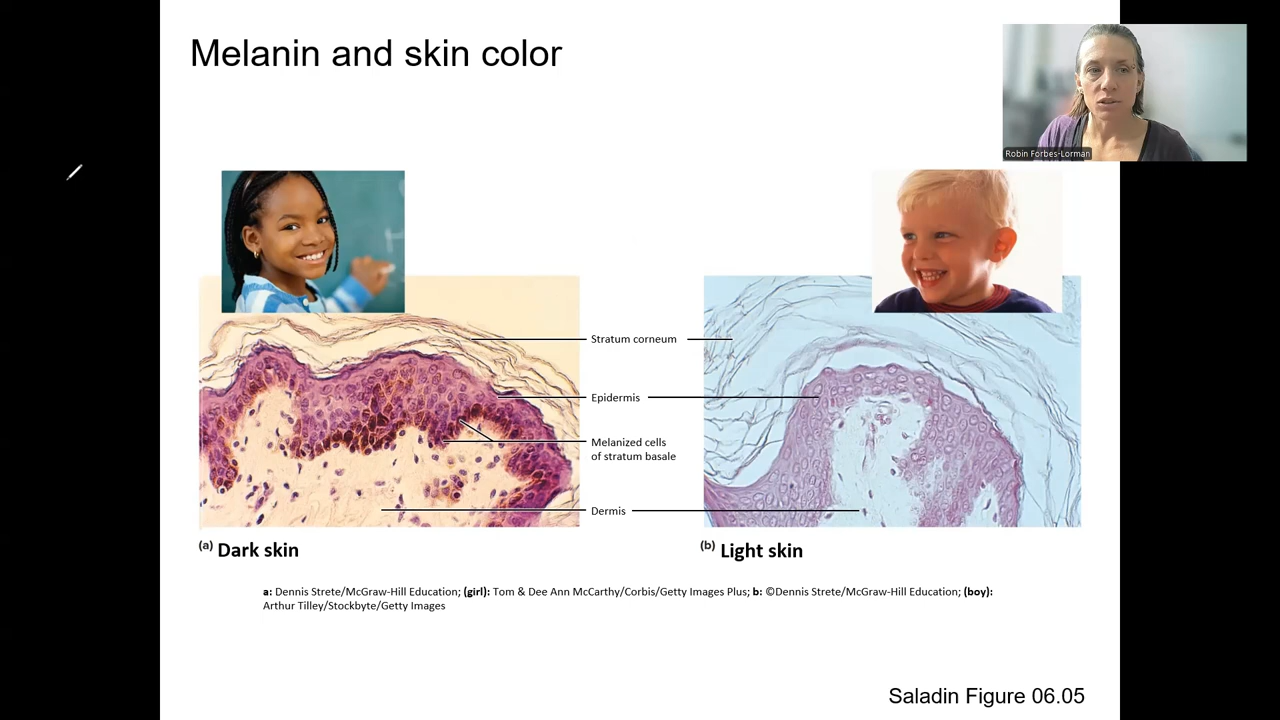 Melanin and skin color
Robin Forbes-Lorman
Stratum corneum
Epidermis
Melanized cells
of stratum basale
Dermis
(a) Dark skin
(b) Light skin
a: Dennis Strete/McGraw-Hill Education; (girl): Tom & Dee Ann McCarthy/Corbis/Getty Images Plus; b: ©Dennis Strete/McGraw-Hill Education; (boy):
Arthur Tilley/Stockbyte/Getty Images
Saladin Figure 06.05